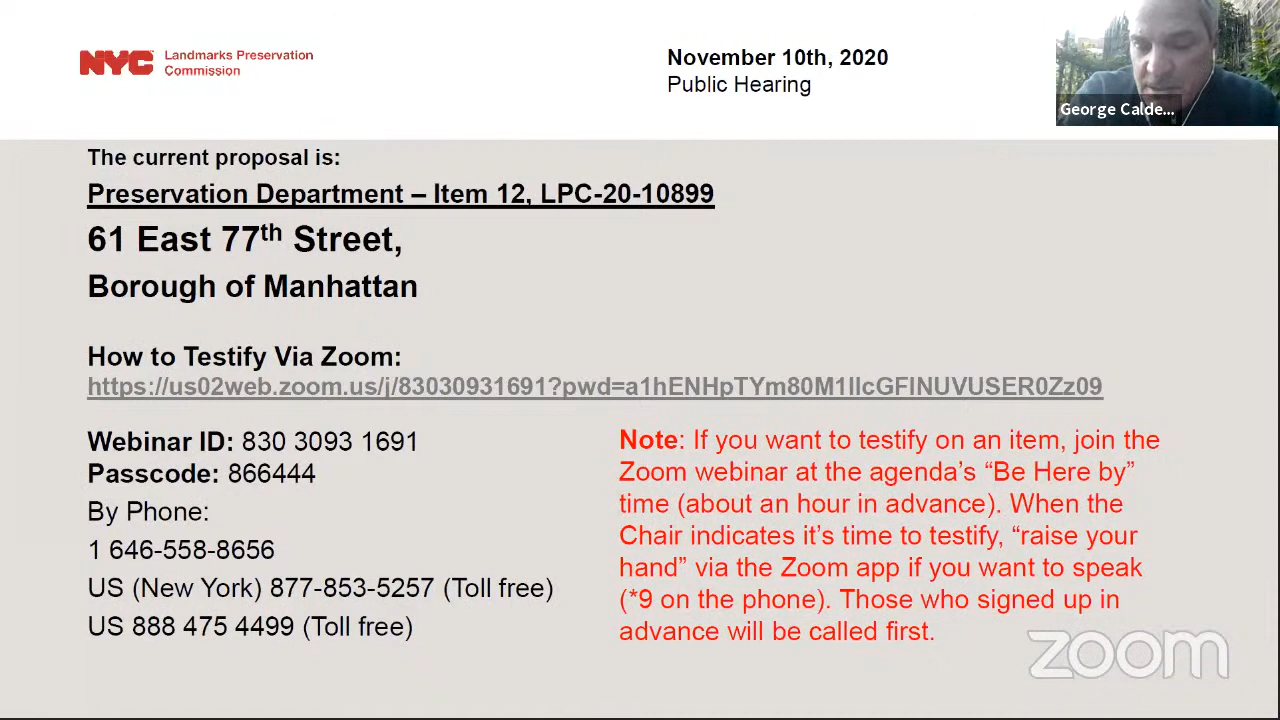 NYC Landmarks Preservation
Commission
November 10th, 2020
Public Hearing
George Calde...
The current proposal is:
Preservation Department – Item 12, LPC-20-10899
61 East 77th Street,
Borough of Manhattan
How to Testify Via Zoom:
https://us02web.zoom.us/j/83030931691?pwd=a1hENHpTYm80M1lIcGFINUVUSER0Zz09
Webinar ID: 830 3093 1691
Passcode: 866444
By Phone:
1 646-558-8656
US (New York) 877-853-5257 (Toll free)
US 888 475 4499 (Toll free)
Note: If you want to testify on an item, join the
Zoom webinar at the agenda’s “Be Here by”
time (about an hour in advance). When the
Chair indicates it’s time to testify, “raise your
hand” via the Zoom app if you want to speak
(*9 on the phone). Those who signed up in
advance will be called first.
zoom